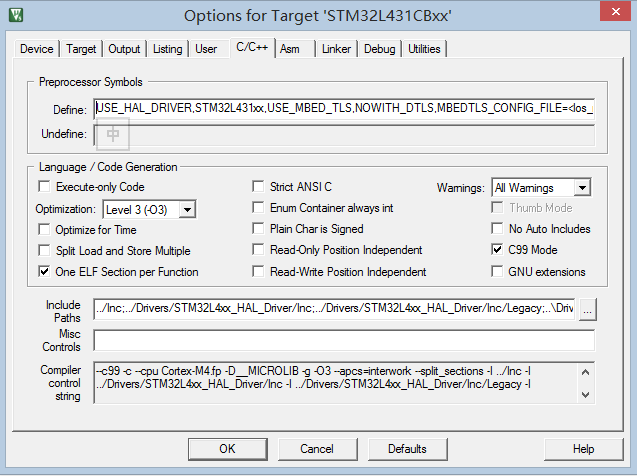 Options for Target 'STM32L431CBxx'
Device Target Output Listing User C/C++ Asm Linker Debug Utilities
Preprocessor Symbols
Define: USE_HAL_DRIVER,STM32L431xx,USE_MBED_TLS,NOWITH_DTLS,MBEDTLS_CONFIG_FILE=<los_
Undefine: 中
Language / Code Generation
Execute-only Code Strict ANSI C Warnings: All Warnings
Optimization: Level 3 (-O3) Enum Container always int Thumb Mode
Optimize for Time Plain Char is Signed No Auto Includes
Split Load and Store Multiple Read-Only Position Independent C99 Mode
One ELF Section per Function Read-Write Position Independent GNU extensions
Include Paths ../Inc;../Drivers/STM32L4xx_HAL_Driver/Inc;../Drivers/STM32L4xx_HAL_Driver/Inc/Legacy;..\Driv ...
Misc Controls
Compiler control string --c99 -c --cpu Cortex-M4.fp -D__MICROLIB -g -O3 --apcs=interwork --split_sections -I ../Inc -I
../Drivers/STM32L4xx_HAL_Driver/Inc -I ../Drivers/STM32L4xx_HAL_Driver/Inc/Legacy -I
OK Cancel Defaults Help